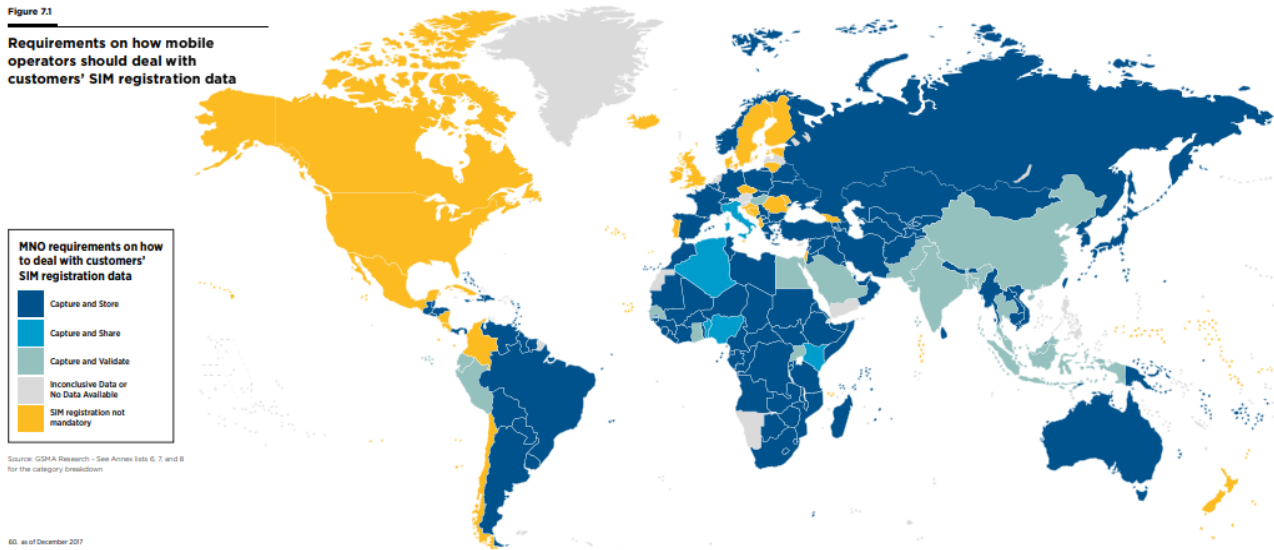 Figure 7.1
Requirements on how mobile
operators should deal with
customers' SIM registration data
MNO requirements on how
to deal with customers'
SIM registration data
Capture and Store
Capture and Share
Capture and Validate
Inconclusive Data or
No Data Available
SIM registration not
mandatory
Source: GSMA Research - See Annex lists 6, 7, and 8
for the category breakdown
60. as of December 2017